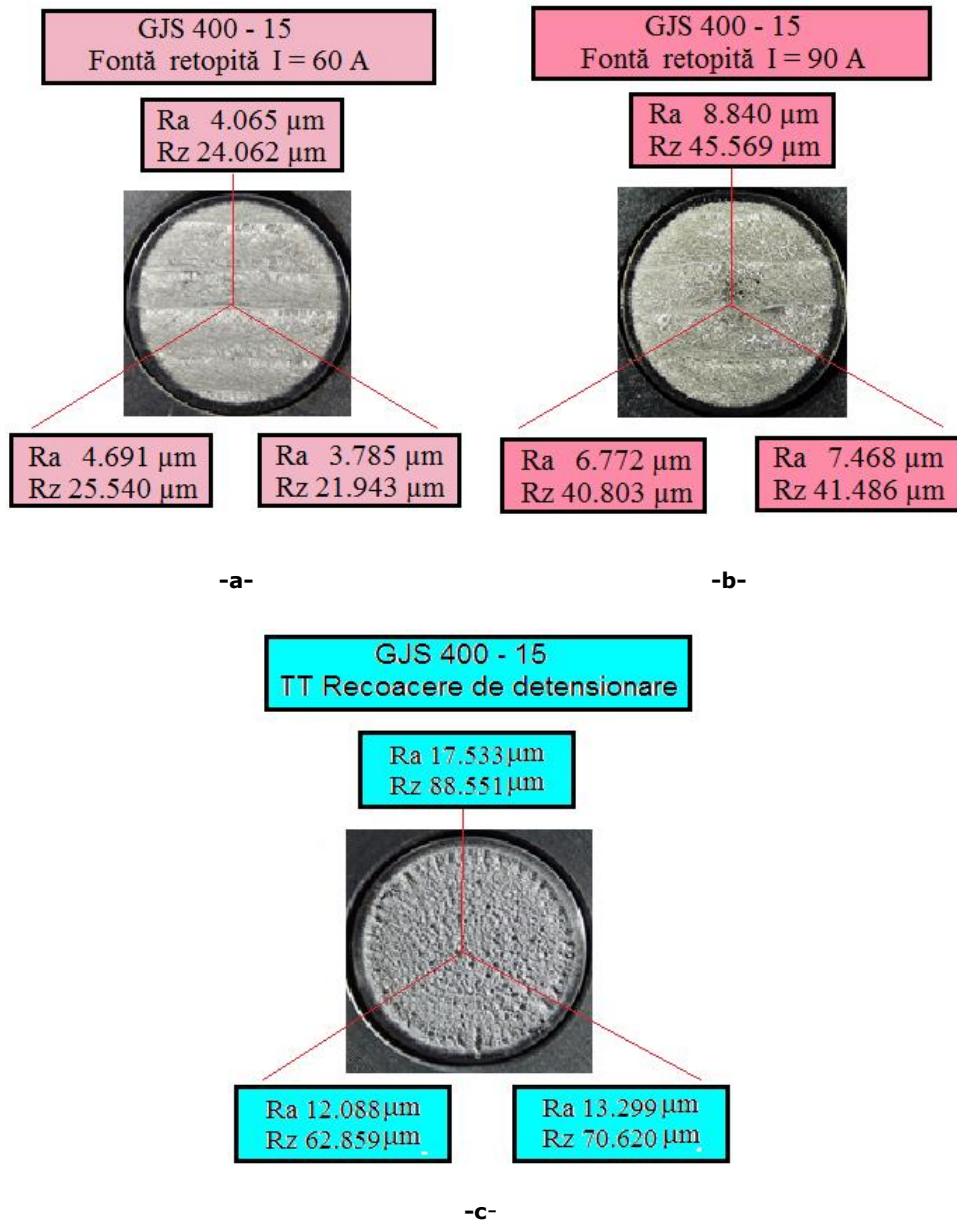 GJS 400 - 15
Fontă retopită I = 60 A
Ra 4.065 µm
Rz 24.062 µm
Ra 4.691 µm
Rz 25.540 µm
Ra 3.785 µm
Rz 21.943 µm
-a-
GJS 400 - 15
Fontă retopită I = 90 A
Ra 8.840 µm
Rz 45.569 µm
Ra 6.772 µm
Rz 40.803 µm
Ra 7.468 µm
Rz 41.486 µm
-b-
GJS 400 - 15
TT Recoacere de detensionare
Ra 17.533 µm
Rz 88.551 µm
Ra 12.088 µm
Rz 62.859 µm
Ra 13.299 µm
Rz 70.620 µm
-c-